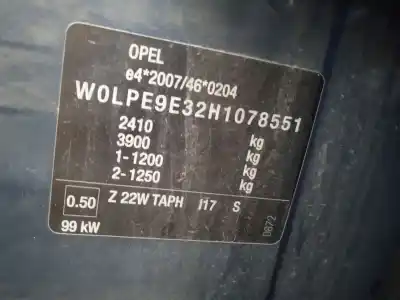 OPEL
e4*2007/46*0204
W0LPE9E32H1078551
2410 kg
3900 kg
1-1200 kg
2-1250 kg
0.50 Z 22W TAPH I17 S
99 kW
0872